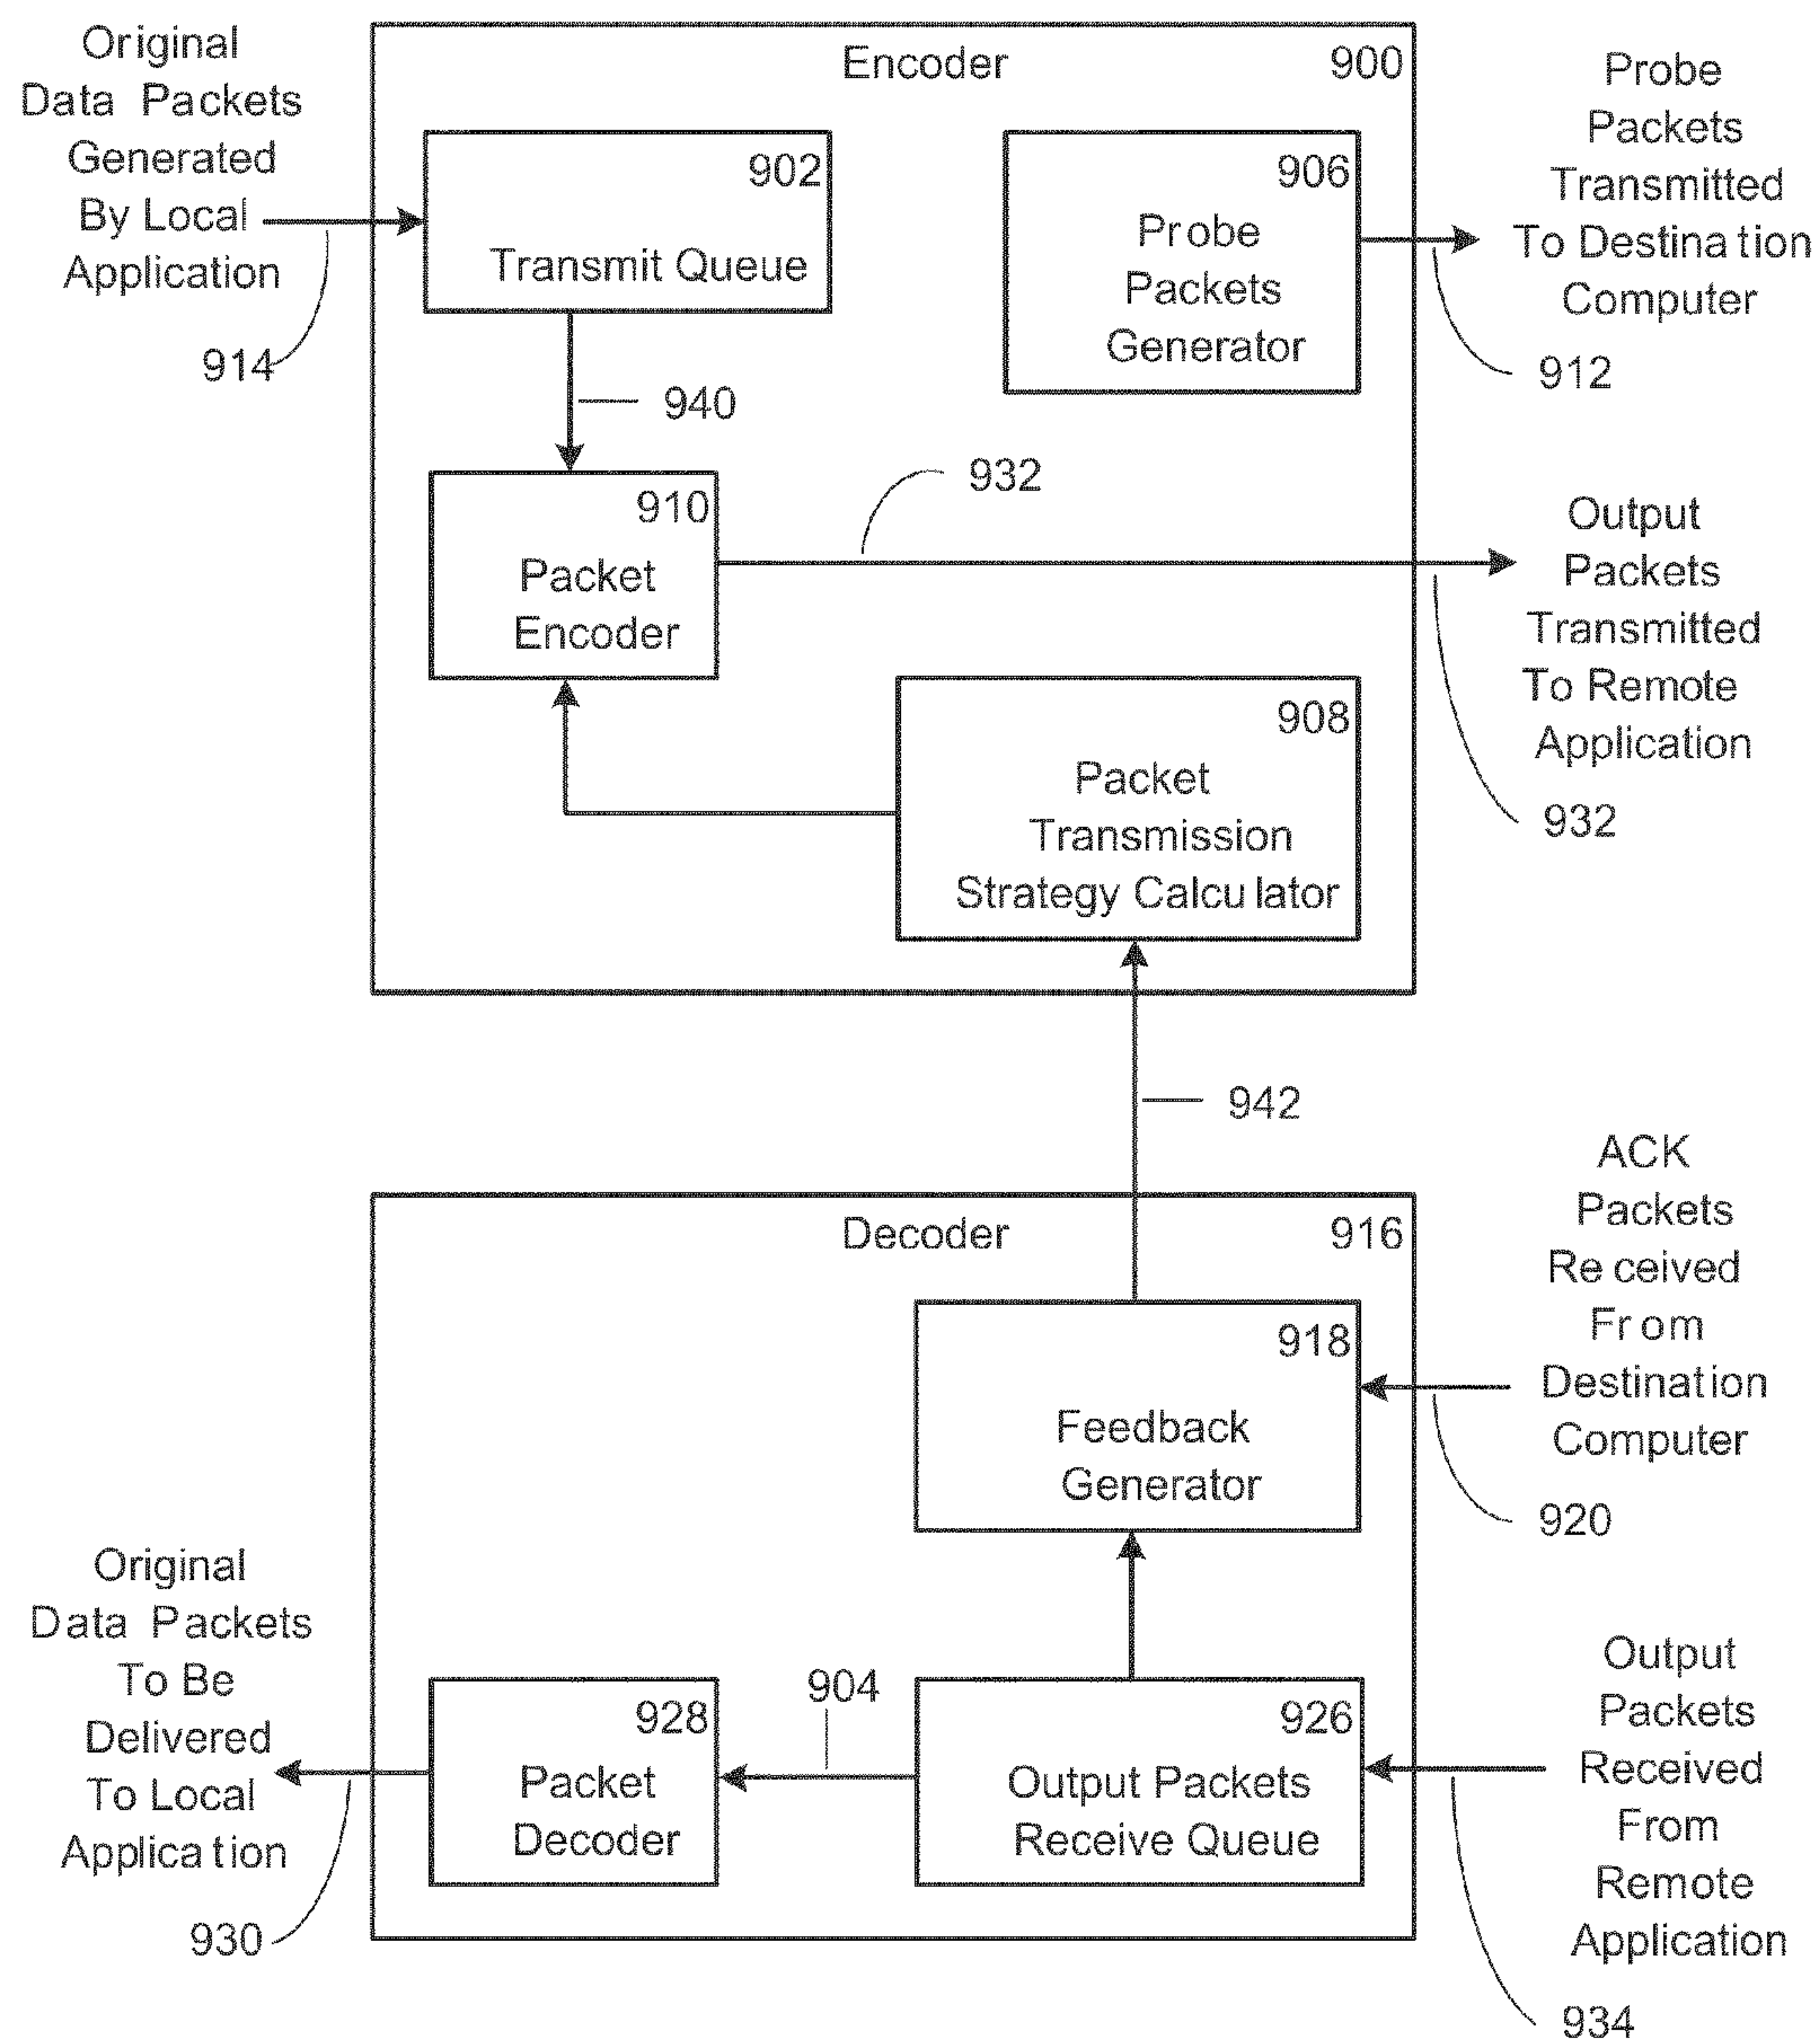 Original
Data Packets
Generated
By Local
Application
914
Encoder
900
902
Transmit Queue
906
Probe
Packets
Generator
Probe
Packets
Transmitted
To Destination
Computer
912
940
932
910
Packet
Encoder
Output
Packets
Transmitted
To Remote
Application
932
908
Packet
Transmission
Strategy Calculator
942
Decoder
916
ACK
Packets
Received
From
Destination
Computer
920
918
Feedback
Generator
Original
Data Packets
To Be
Delivered
To Local
Application
930
928
Packet
Decoder
904
926
Output Packets
Receive Queue
Output
Packets
Received
From
Remote
Application
934